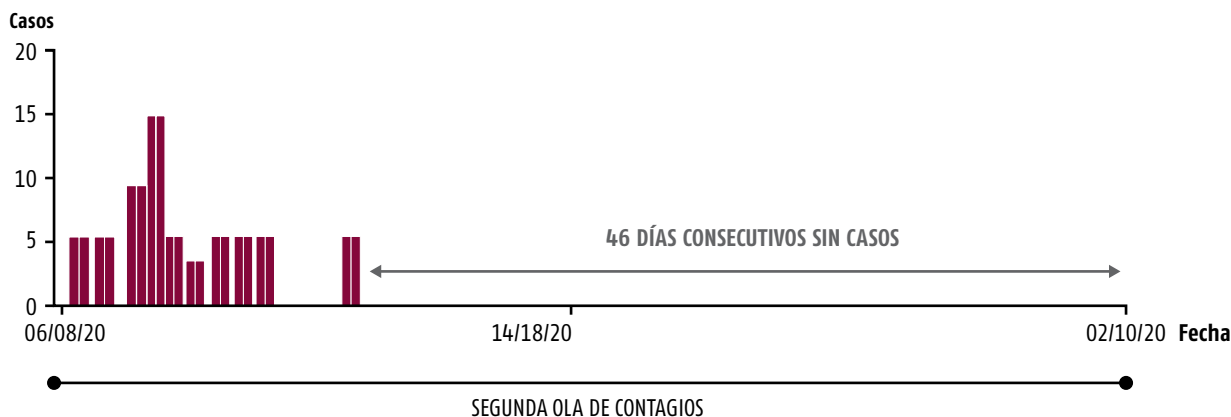 Casos
20
15
10
5
0
46 DÍAS CONSECUTIVOS SIN CASOS
06/08/20 14/18/20 02/10/20 Fecha
SEGUNDA OLA DE CONTAGIOS